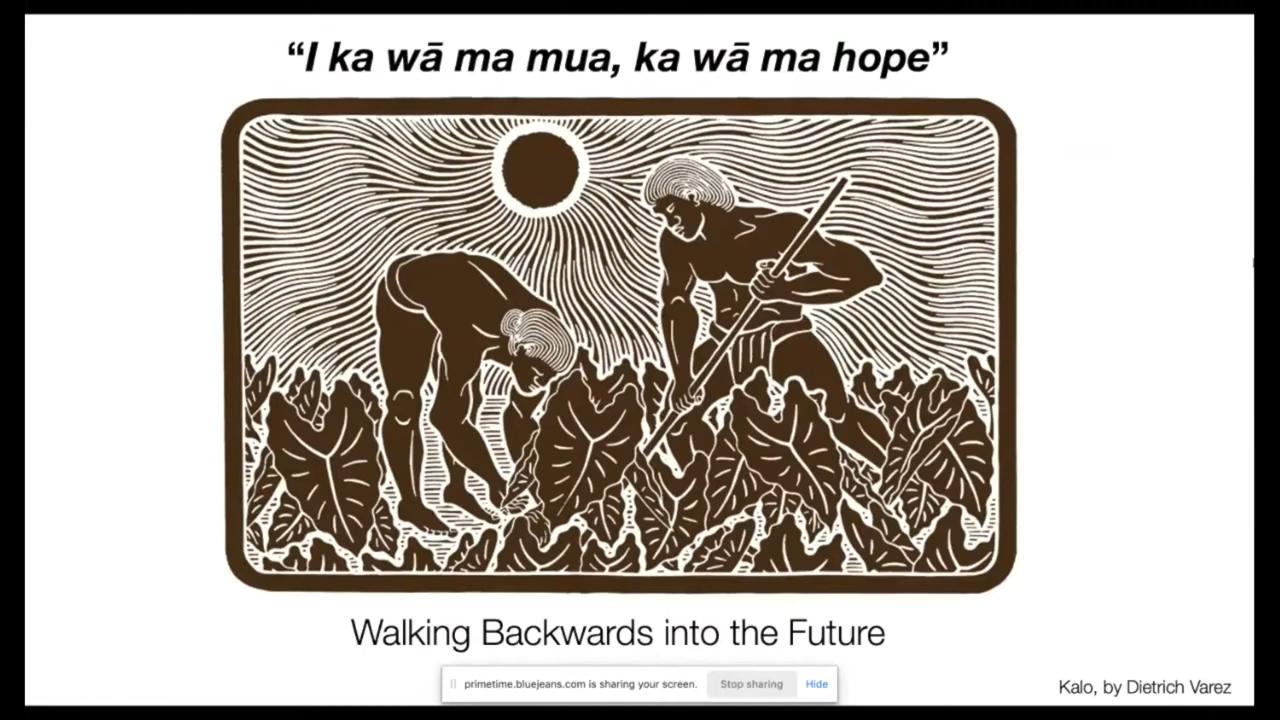 “I ka wā ma mua, ka wā ma hope”
Walking Backwards into the Future
primetime.bluejeans.com is sharing your screen. Stop sharing Hide
Kalo, by Dietrich Varez